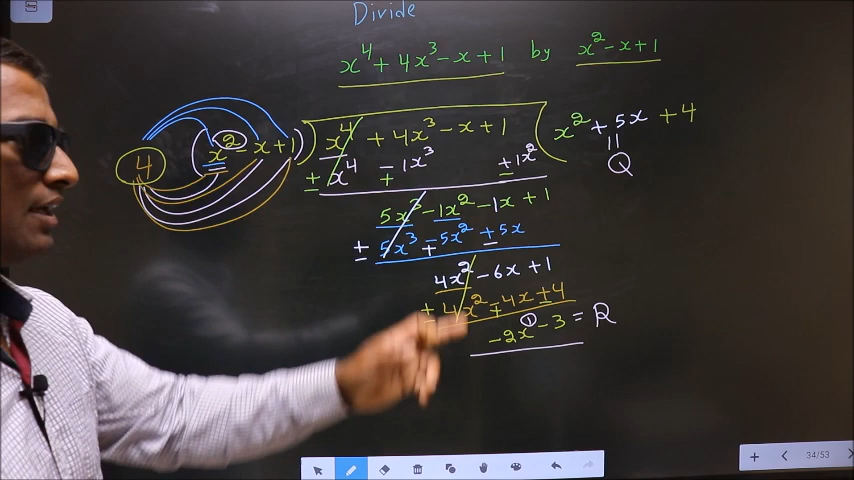 Divide
x⁴ + 4x³ - x + 1 by x² - x + 1
4 (x² - x + 1) x⁴ + 4x³ - x + 1 ( x² + 5x + 4
± x⁴ ∓ 1x³ ± 1x² || Q
5x³ - 1x² - 1x + 1
± 5x³ ∓ 5x² ± 5x
4x² - 6x + 1
± 4x² ∓ 4x ± 4
-2x① - 3 = R
34/53